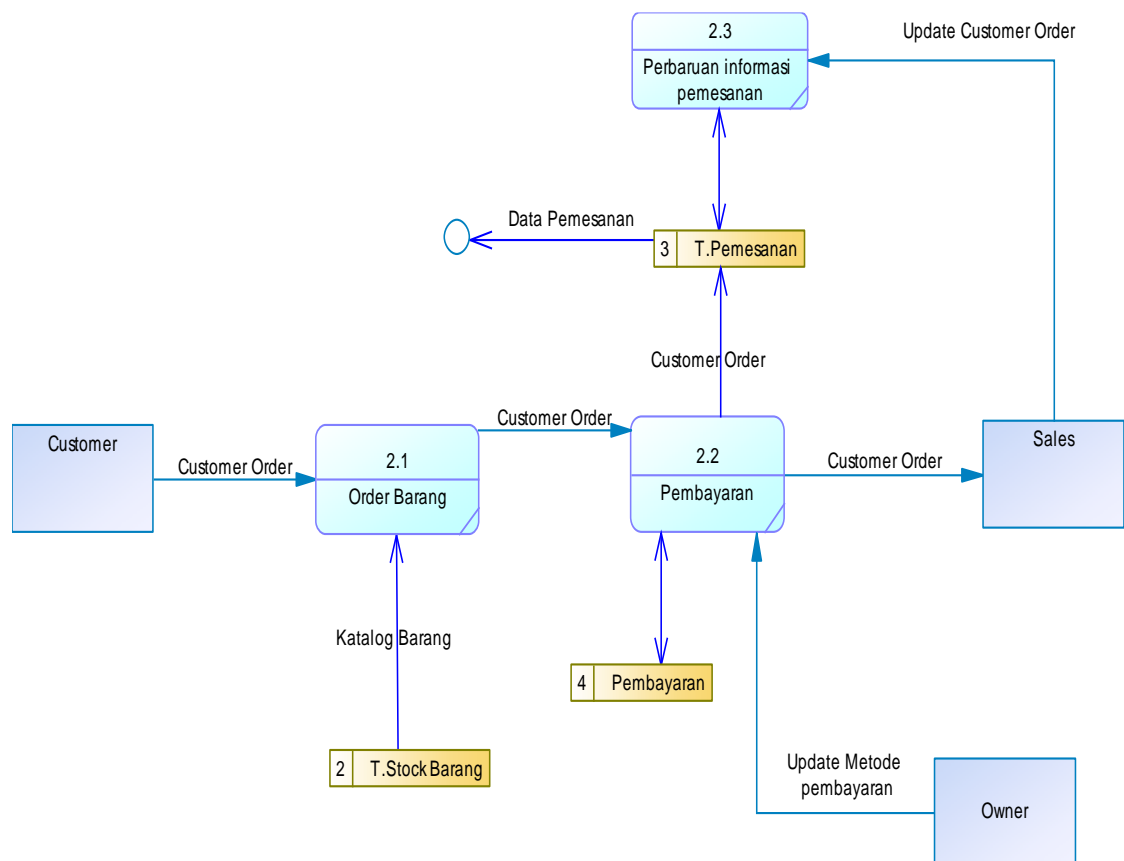 2.3
Perbaruan informasi
pemesanan
Update Customer Order
Data Pemesanan
3 T.Pemesanan
Customer Order
Customer
Customer Order
2.1
Order Barang
Customer Order
2.2
Pembayaran
Customer Order
Sales
Katalog Barang
4 Pembayaran
2 T.Stock Barang
Update Metode
pembayaran
Owner